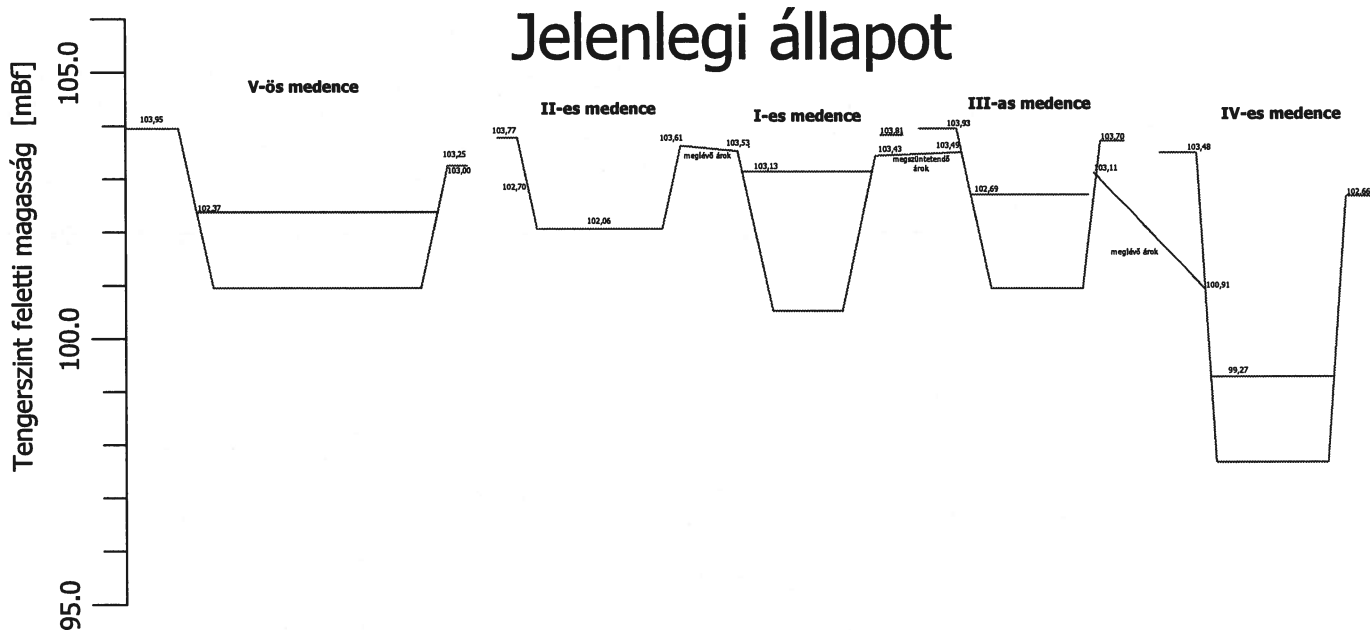 Jelenlegi állapot
Tengerszint feletti magasság [mBf]
105.0
100.0
95.0
V-ös medence
103,95
102,37
103,25
103,00
II-es medence
103,77
102,70
102,06
103,61
meglévő árok
103,53
I-es medence
103,13
103,81
103,43
megszüntetendő
árok
103,49
III-as medence
103,93
102,69
103,70
103,11
meglévő árok
100,91
IV-es medence
103,48
99,27
102,66